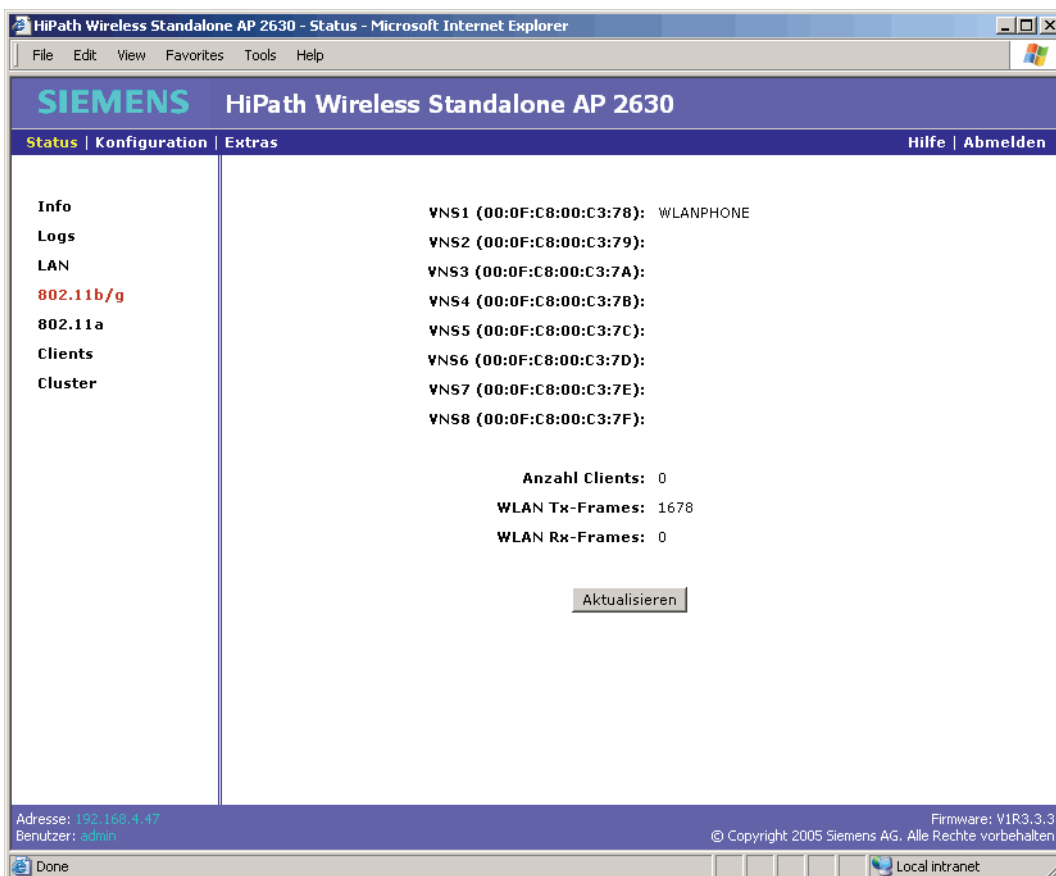 HiPath Wireless Standalone AP 2630 - Status - Microsoft Internet Explorer
File Edit View Favorites Tools Help
SIEMENS HiPath Wireless Standalone AP 2630
Status | Konfiguration | Extras Hilfe | Abmelden
Info
Logs
LAN
802.11b/g
802.11a
Clients
Cluster
VNS1 (00:0F:C8:00:C3:78): WLANPHONE
VNS2 (00:0F:C8:00:C3:79):
VNS3 (00:0F:C8:00:C3:7A):
VNS4 (00:0F:C8:00:C3:7B):
VNS5 (00:0F:C8:00:C3:7C):
VNS6 (00:0F:C8:00:C3:7D):
VNS7 (00:0F:C8:00:C3:7E):
VNS8 (00:0F:C8:00:C3:7F):
Anzahl Clients: 0
WLAN Tx-Frames: 1678
WLAN Rx-Frames: 0
Aktualisieren
Adresse: 192.168.4.47
Benutzer: admin
Firmware: V1R3.3.3
© Copyright 2005 Siemens AG. Alle Rechte vorbehalten
Done Local intranet